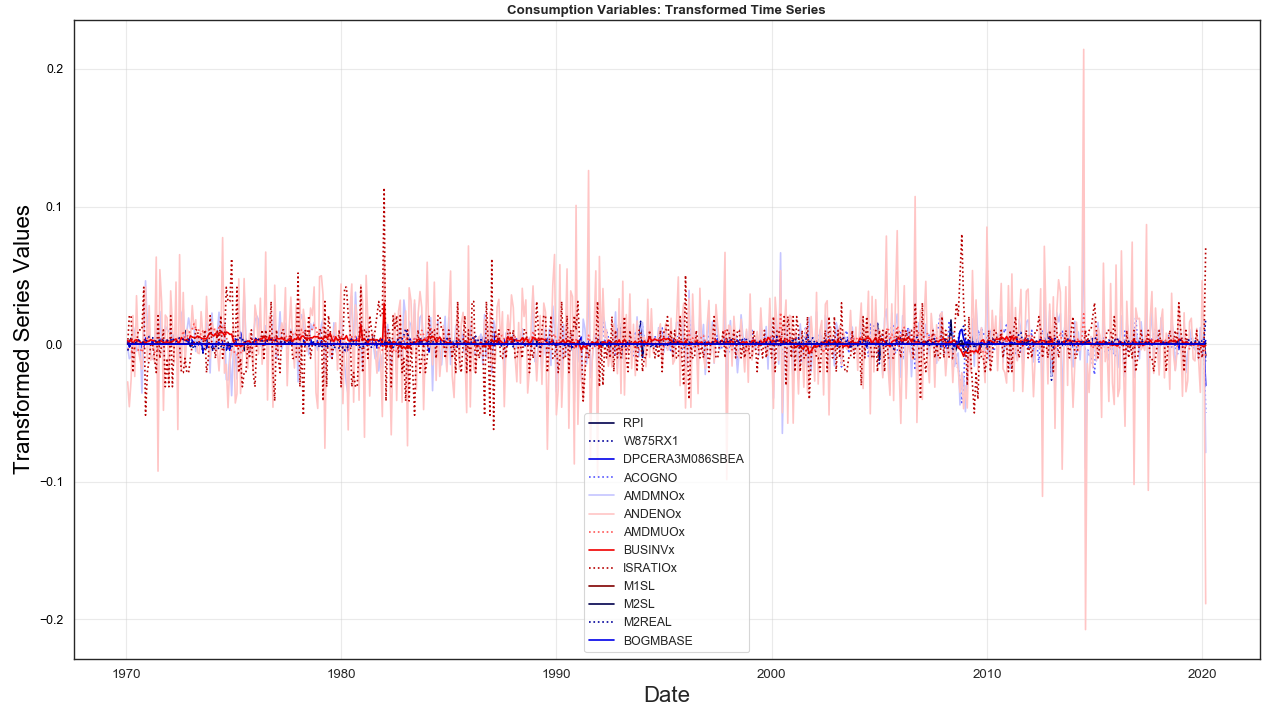 Consumption Variables: Transformed Time Series
Transformed Series Values
0.2
0.1
0.0
−0.1
−0.2
RPI
W875RX1
DPCERA3M086SBEA
ACOGNO
AMDMNOx
ANDENOx
AMDMUOx
BUSINVx
ISRATIOx
M1SL
M2SL
M2REAL
BOGMBASE
1970 1980 1990 2000 2010 2020
Date